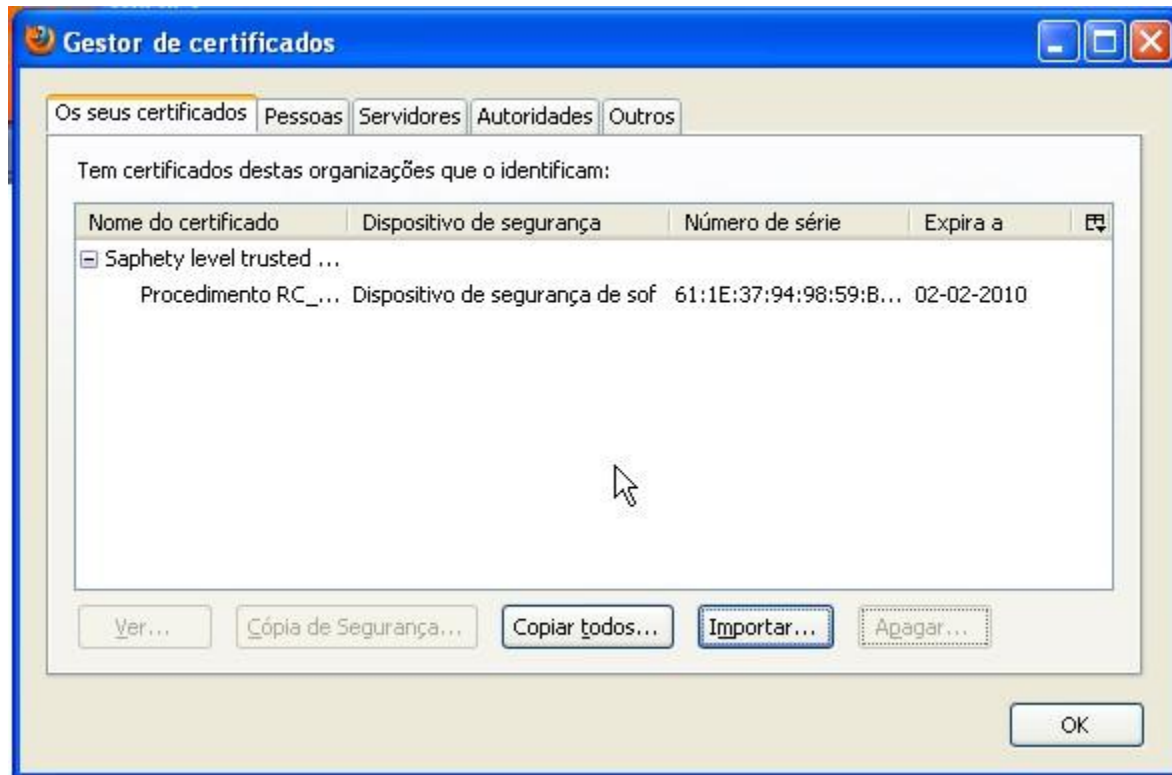 Gestor de certificados
Os seus certificados Pessoas Servidores Autoridades Outros
Tem certificados destas organizações que o identificam:
Nome do certificado Dispositivo de segurança Número de série Expira a
Saphety level trusted ...
Procedimento RC_... Dispositivo de segurança de sof 61:1E:37:94:98:59:B... 02-02-2010
Ver... Cópia de Segurança... Copiar todos... Importar... Apagar...
OK